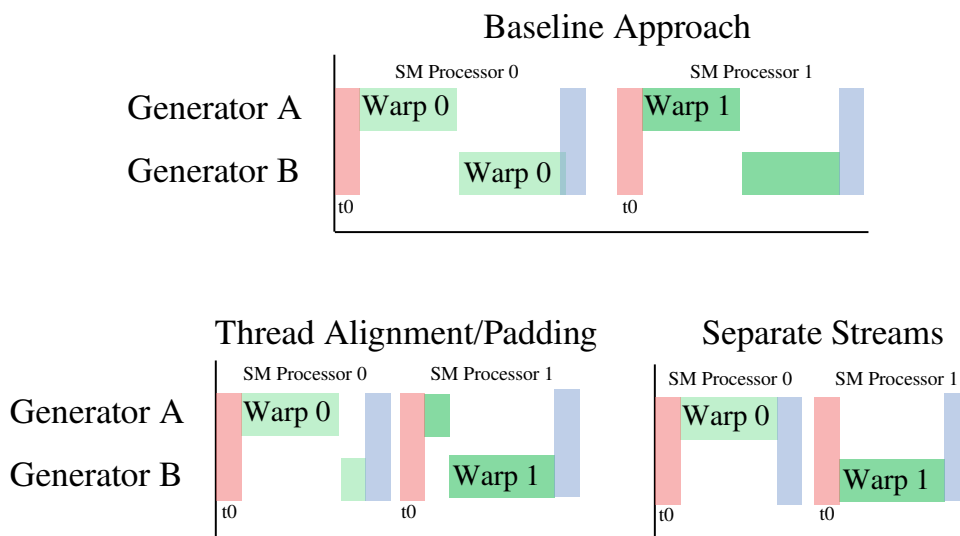 Baseline Approach
SM Processor 0
SM Processor 1
Generator A
Warp 0
Warp 1
Generator B
Warp 0
t0
t0
Thread Alignment/Padding
Separate Streams
SM Processor 0
SM Processor 1
SM Processor 0
SM Processor 1
Generator A
Warp 0
Warp 0
Generator B
Warp 1
Warp 1
t0
t0
t0
t0